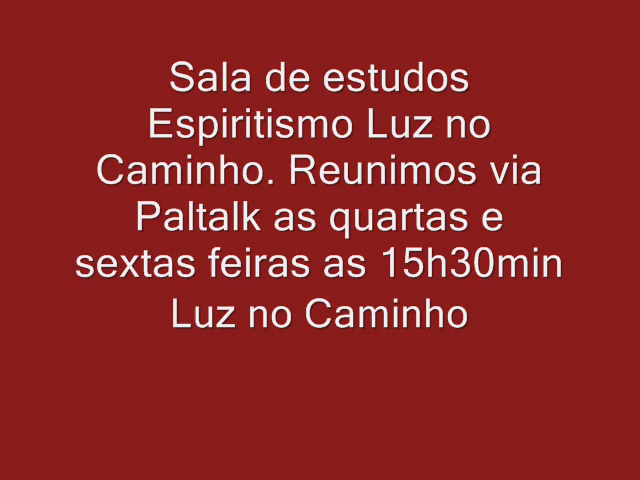 Sala de estudos
Espiritismo Luz no
Caminho. Reunimos via
Paltalk as quartas e
sextas feiras as 15h30min
Luz no Caminho